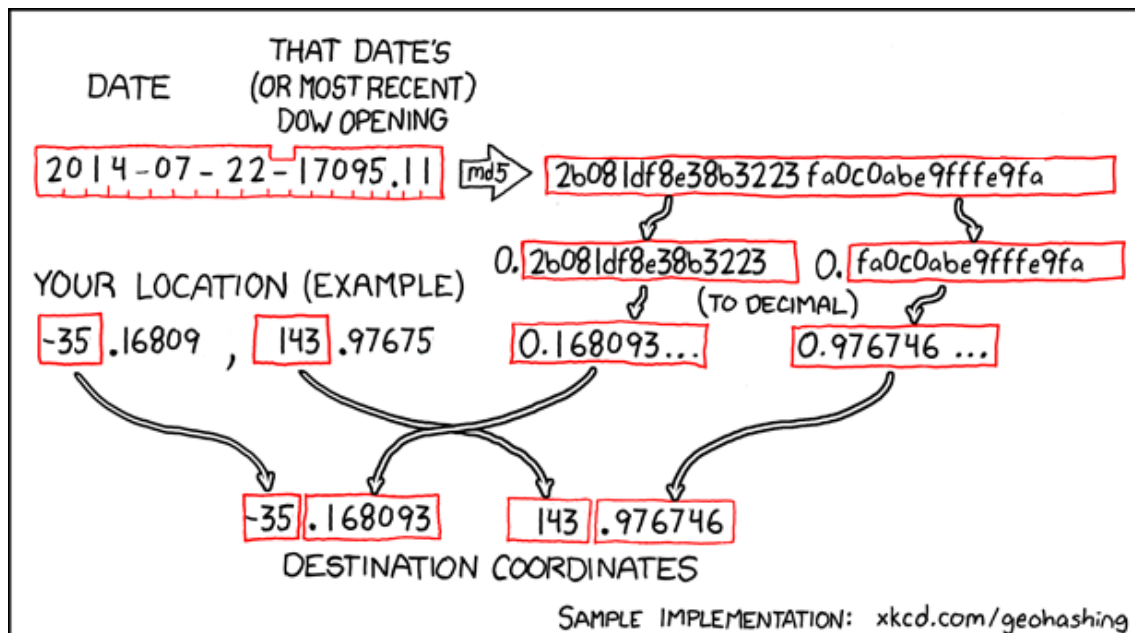 DATE
THAT DATE'S
(OR MOST RECENT)
DOW OPENING
2014-07-22-17095.11
md5
2b081df8e38b3223fa0c0abe9fffe9fa
0.2b081df8e38b3223
0.fa0c0abe9fffe9fa
(TO DECIMAL)
YOUR LOCATION (EXAMPLE)
-35.16809, 143.97675
0.168093...
0.976746...
-35.168093
143.976746
DESTINATION COORDINATES
SAMPLE IMPLEMENTATION: xkcd.com/geohashing